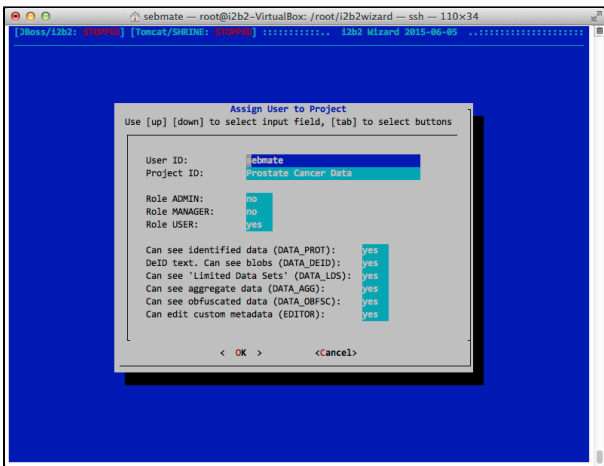 sebmate — root@i2b2-VirtualBox: /root/i2b2wizard — ssh — 110×34
[JBoss/i2b2: STOPPED] [Tomcat/SHRINE: STOPPED] :::::::::::.. i2b2 Wizard 2015-06-05 ..::::::::::::::::::::
Assign User to Project
Use [up] [down] to select input field, [tab] to select buttons
User ID: sebmate
Project ID: Prostate Cancer Data
Role ADMIN: no
Role MANAGER: no
Role USER: yes
Can see identified data (DATA_PROT): yes
DeID text. Can see blobs (DATA_DEID): yes
Can see 'Limited Data Sets' (DATA_LDS): yes
Can see aggregate data (DATA_AGG): yes
Can see obfuscated data (DATA_OBFSC): yes
Can edit custom metadata (EDITOR): yes
< OK > <Cancel>